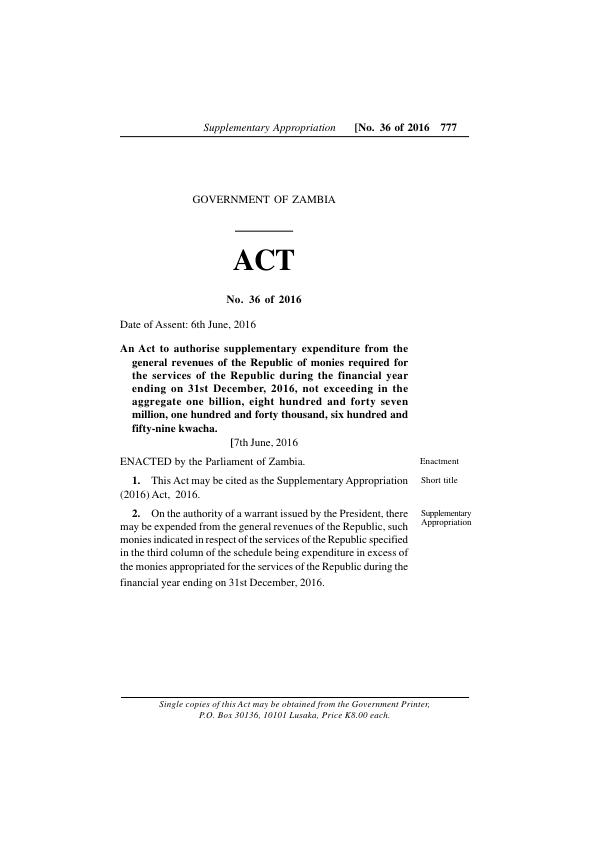 Supplementary Appropriation [No. 36 of 2016 777
GOVERNMENT OF ZAMBIA
ACT
No. 36 of 2016
Date of Assent: 6th June, 2016
An Act to authorise supplementary expenditure from the
general revenues of the Republic of monies required for
the services of the Republic during the financial year
ending on 31st December, 2016, not exceeding in the
aggregate one billion, eight hundred and forty seven
million, one hundred and forty thousand, six hundred and
fifty-nine kwacha.
[7th June, 2016
ENACTED by the Parliament of Zambia.
Enactment
1. This Act may be cited as the Supplementary Appropriation
(2016) Act, 2016.
Short title
2. On the authority of a warrant issued by the President, there
may be expended from the general revenues of the Republic, such
monies indicated in respect of the services of the Republic specified
in the third column of the schedule being expenditure in excess of
the monies appropriated for the services of the Republic during the
financial year ending on 31st December, 2016.
Supplementary
Appropriation
Single copies of this Act may be obtained from the Government Printer,
P.O. Box 30136, 10101 Lusaka, Price K8.00 each.